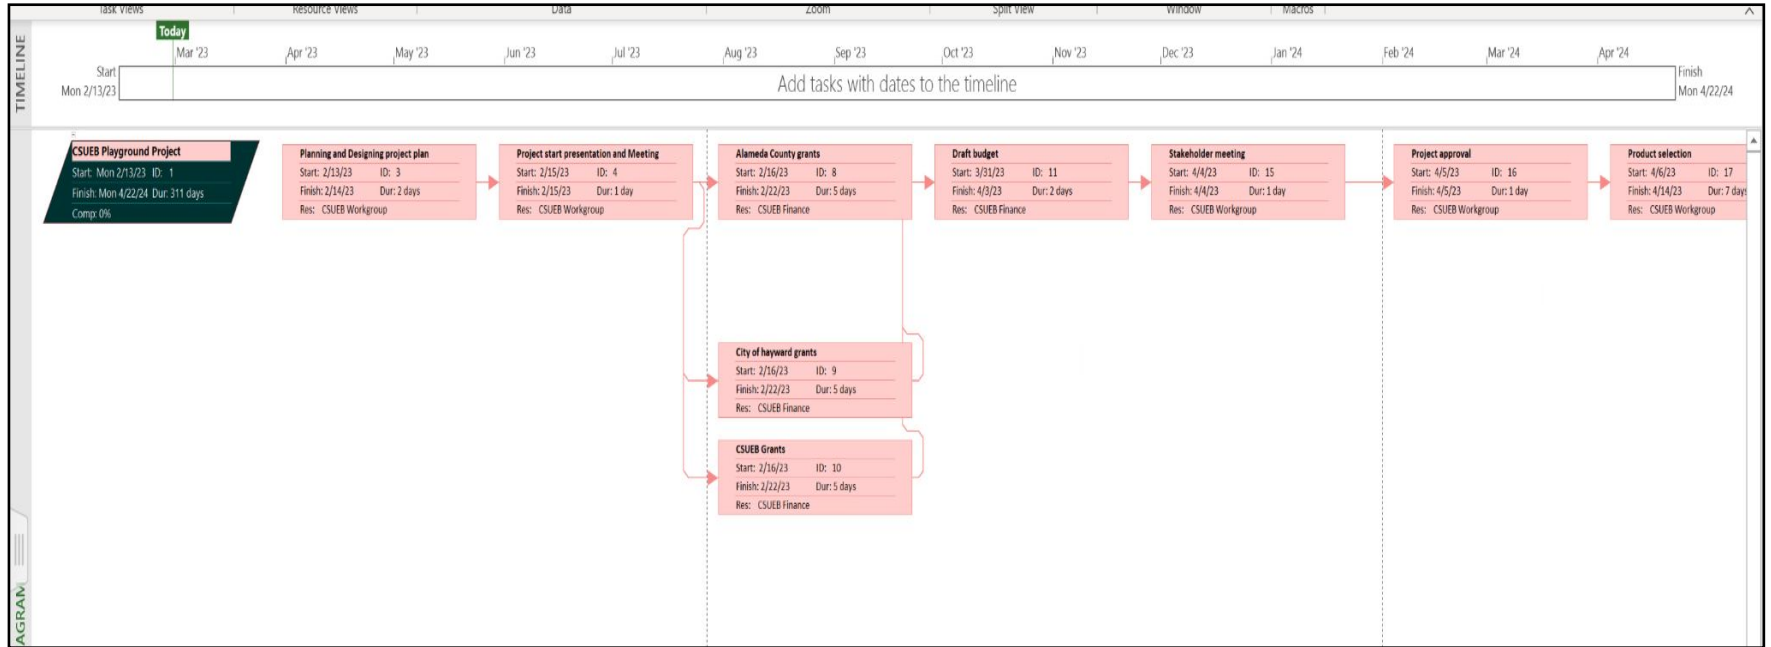 Task Views
Resource Views
Data
Zoom
Split View
Window
Macros
TIMELINE
Today
Mar '23
Apr '23
May '23
Jun '23
Jul '23
Aug '23
Sep '23
Oct '23
Nov '23
Dec '23
Jan '24
Feb '24
Mar '24
Apr '24
Start
Mon 2/13/23
Add tasks with dates to the timeline
Finish
Mon 4/22/24
CSUEB Playground Project
Start: Mon 2/13/23 ID: 1
Finish: Mon 4/22/24 Dur: 311 days
Comp: 0%
Planning and Designing project plan
Start: 2/13/23 ID: 3
Finish: 2/14/23 Dur: 2 days
Res: CSUEB Workgroup
Project start presentation and Meeting
Start: 2/15/23 ID: 4
Finish: 2/15/23 Dur: 1 day
Res: CSUEB Workgroup
Alameda County grants
Start: 2/16/23 ID: 8
Finish: 2/22/23 Dur: 5 days
Res: CSUEB Finance
Draft budget
Start: 3/31/23 ID: 11
Finish: 4/3/23 Dur: 2 days
Res: CSUEB Finance
Stakeholder meeting
Start: 4/4/23 ID: 15
Finish: 4/4/23 Dur: 1 day
Res: CSUEB Workgroup
Project approval
Start: 4/5/23 ID: 16
Finish: 4/5/23 Dur: 1 day
Res: CSUEB Workgroup
Product selection
Start: 4/6/23 ID: 17
Finish: 4/14/23 Dur: 7 days
Res: CSUEB Workgroup
City of hayward grants
Start: 2/16/23 ID: 9
Finish: 2/22/23 Dur: 5 days
Res: CSUEB Finance
CSUEB Grants
Start: 2/16/23 ID: 10
Finish: 2/22/23 Dur: 5 days
Res: CSUEB Finance
AGRAM